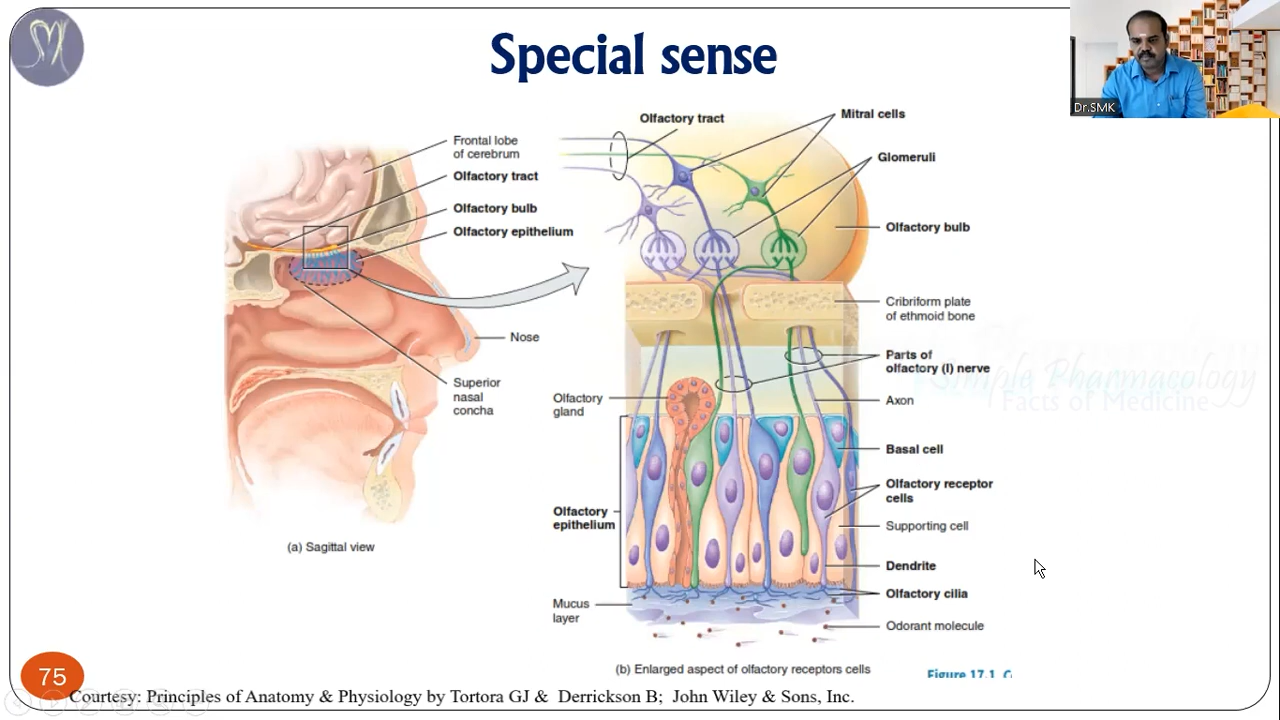 SM
Special sense
Dr.SMK
Frontal lobe
of cerebrum
Olfactory tract
Olfactory bulb
Olfactory epithelium
Nose
Superior
nasal
concha
(a) Sagittal view
Olfactory tract
Mitral cells
Glomeruli
Olfactory bulb
Cribriform plate
of ethmoid bone
Parts of
olfactory (I) nerve
Olfactory
gland
Axon
Basal cell
Olfactory receptor
cells
Olfactory
epithelium
Supporting cell
Dendrite
Olfactory cilia
Mucus
layer
Odorant molecule
(b) Enlarged aspect of olfactory receptors cells
Figure 17.1
Simple Pharmacology
Facts of Medicine
75
Courtesy: Principles of Anatomy & Physiology by Tortora GJ & Derrickson B; John Wiley & Sons, Inc.